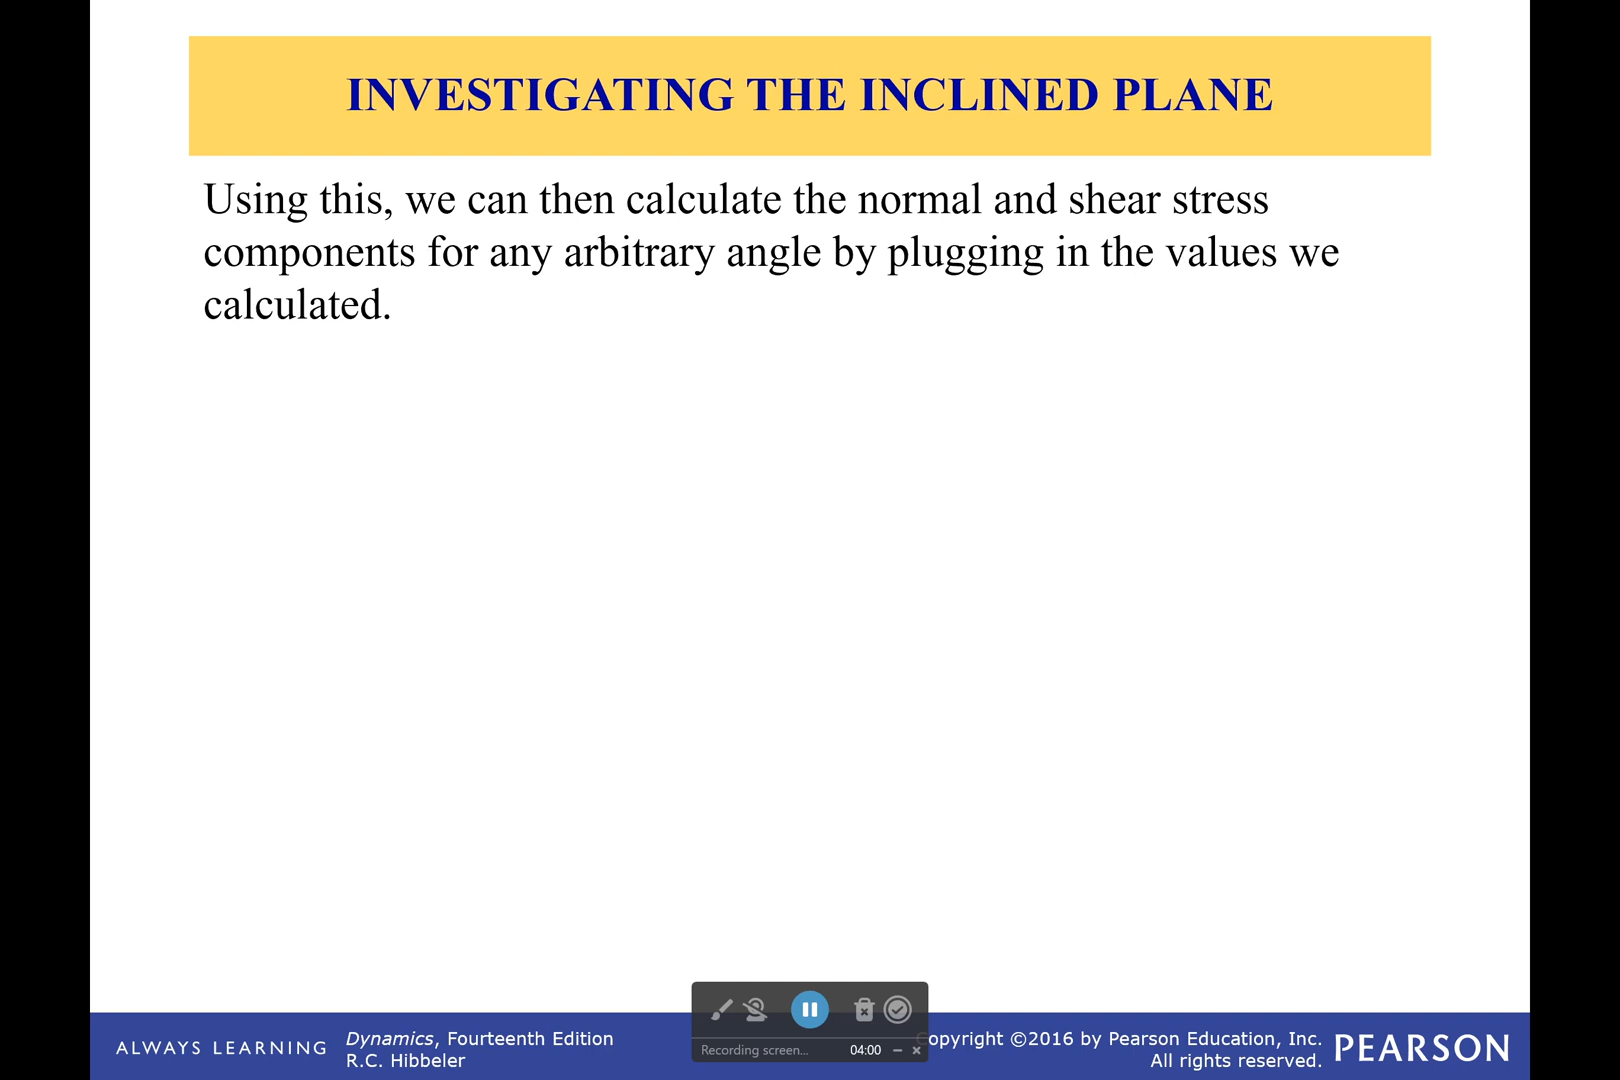 INVESTIGATING THE INCLINED PLANE
Using this, we can then calculate the normal and shear stress
components for any arbitrary angle by plugging in the values we
calculated.
Recording screen... 04:00
ALWAYS LEARNING
Dynamics, Fourteenth Edition
R.C. Hibbeler
opyright ©2016 by Pearson Education, Inc.
All rights reserved.
PEARSON